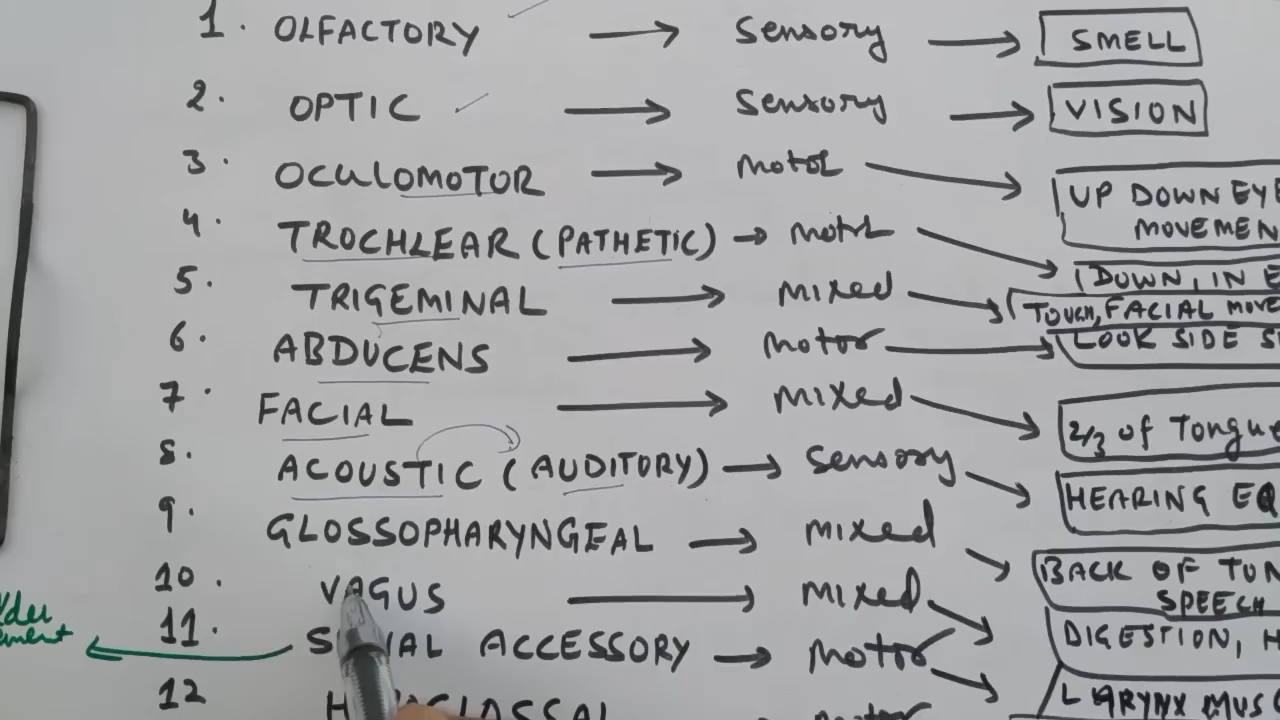 1. OLFACTORY → Sensory → SMELL
2. OPTIC → Sensory → VISION
3. OCULOMOTOR → motor → UP DOWN EYE
MOVEMEN
4. TROCHLEAR (PATHETIC) → motor → DOWN, IN E
5. TRIGEMINAL → mixed → TOUGH, FACIAL MOVE
6. ABDUCENS → motor → LOOK SIDE S
7. FACIAL → mixed → 2/3 of Tongue
8. ACOUSTIC (AUDITORY) → Sensory → HEARING EQ
9. GLOSSOPHARYNGEAL → mixed → BACK OF TON
SPEECH
10. VAGUS → mixed → DIGESTION, H
11. ACCESSORY → motor → LARYNX MUS
ement
12